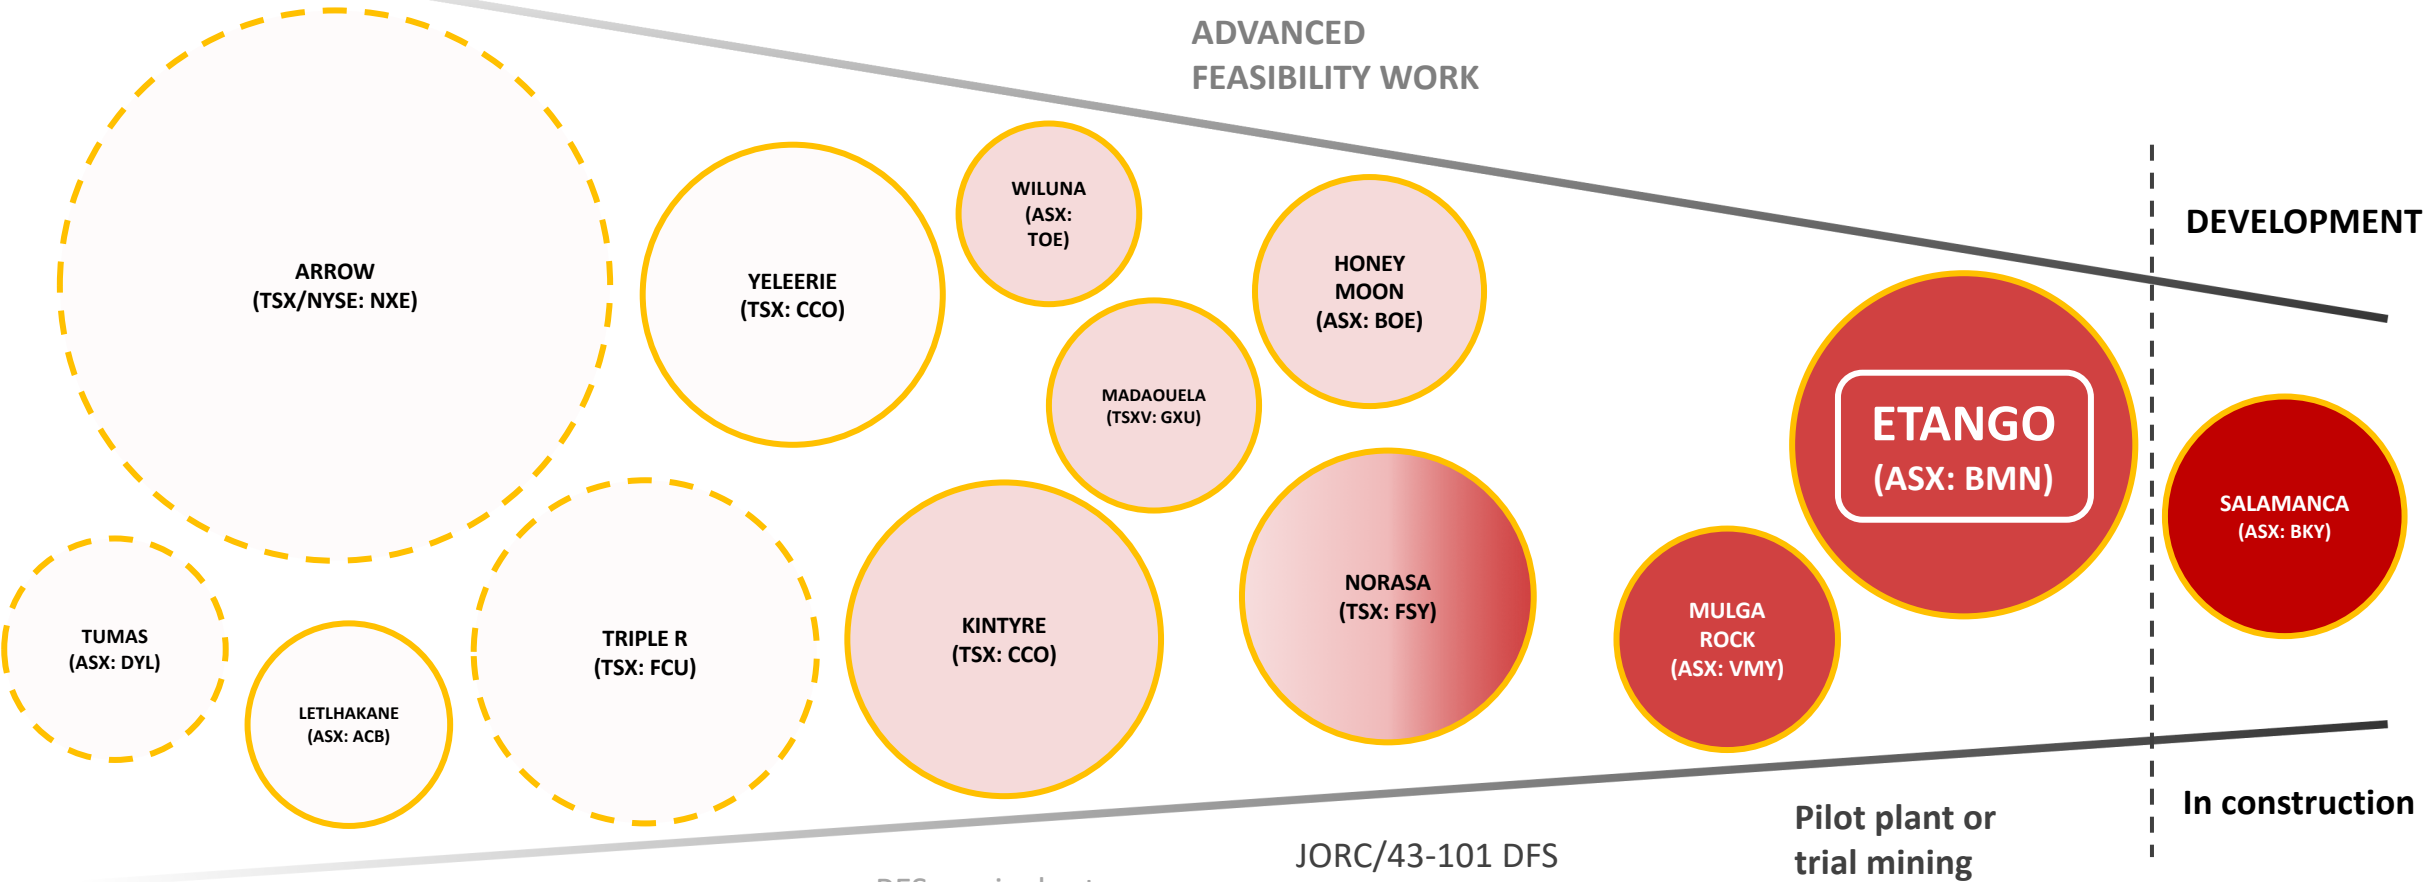 ADVANCED
FEASIBILITY WORK
WILUNA
(ASX:
TOE)
DEVELOPMENT
ARROW
(TSX/NYSE: NXE)
YELEERIE
(TSX: CCO)
HONEY
MOON
(ASX: BOE)
MADAOUELA
(TSXV: GXU)
ETANGO
(ASX: BMN)
SALAMANCA
(ASX: BKY)
TUMAS
(ASX: DYL)
LETLHAKANE
(ASX: ACB)
TRIPLE R
(TSX: FCU)
KINTYRE
(TSX: CCO)
NORASA
(TSX: FSY)
MULGA
ROCK
(ASX: VMY)
In construction
Pilot plant or
trial mining
JORC/43-101 DFS